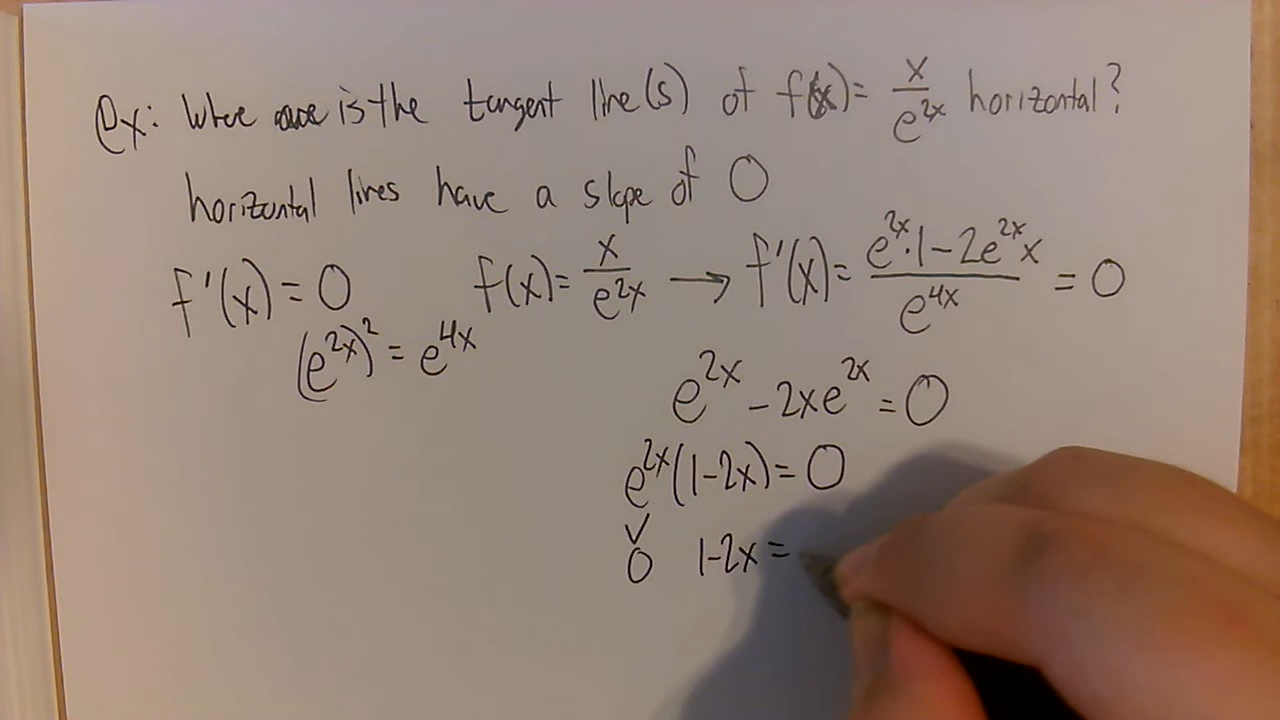 Ex: Where is the tangent line(s) of f(x)= x/e^2x horizontal?
horizontal lines have a slope of 0
f'(x)=0 f(x)= x/e^2x → f'(x)= (e^2x·1-2e^2x x)/e^4x = 0
(e^2x)^2 = e^4x
e^2x - 2xe^2x = 0
e^2x(1-2x)=0
∨
0 1-2x=